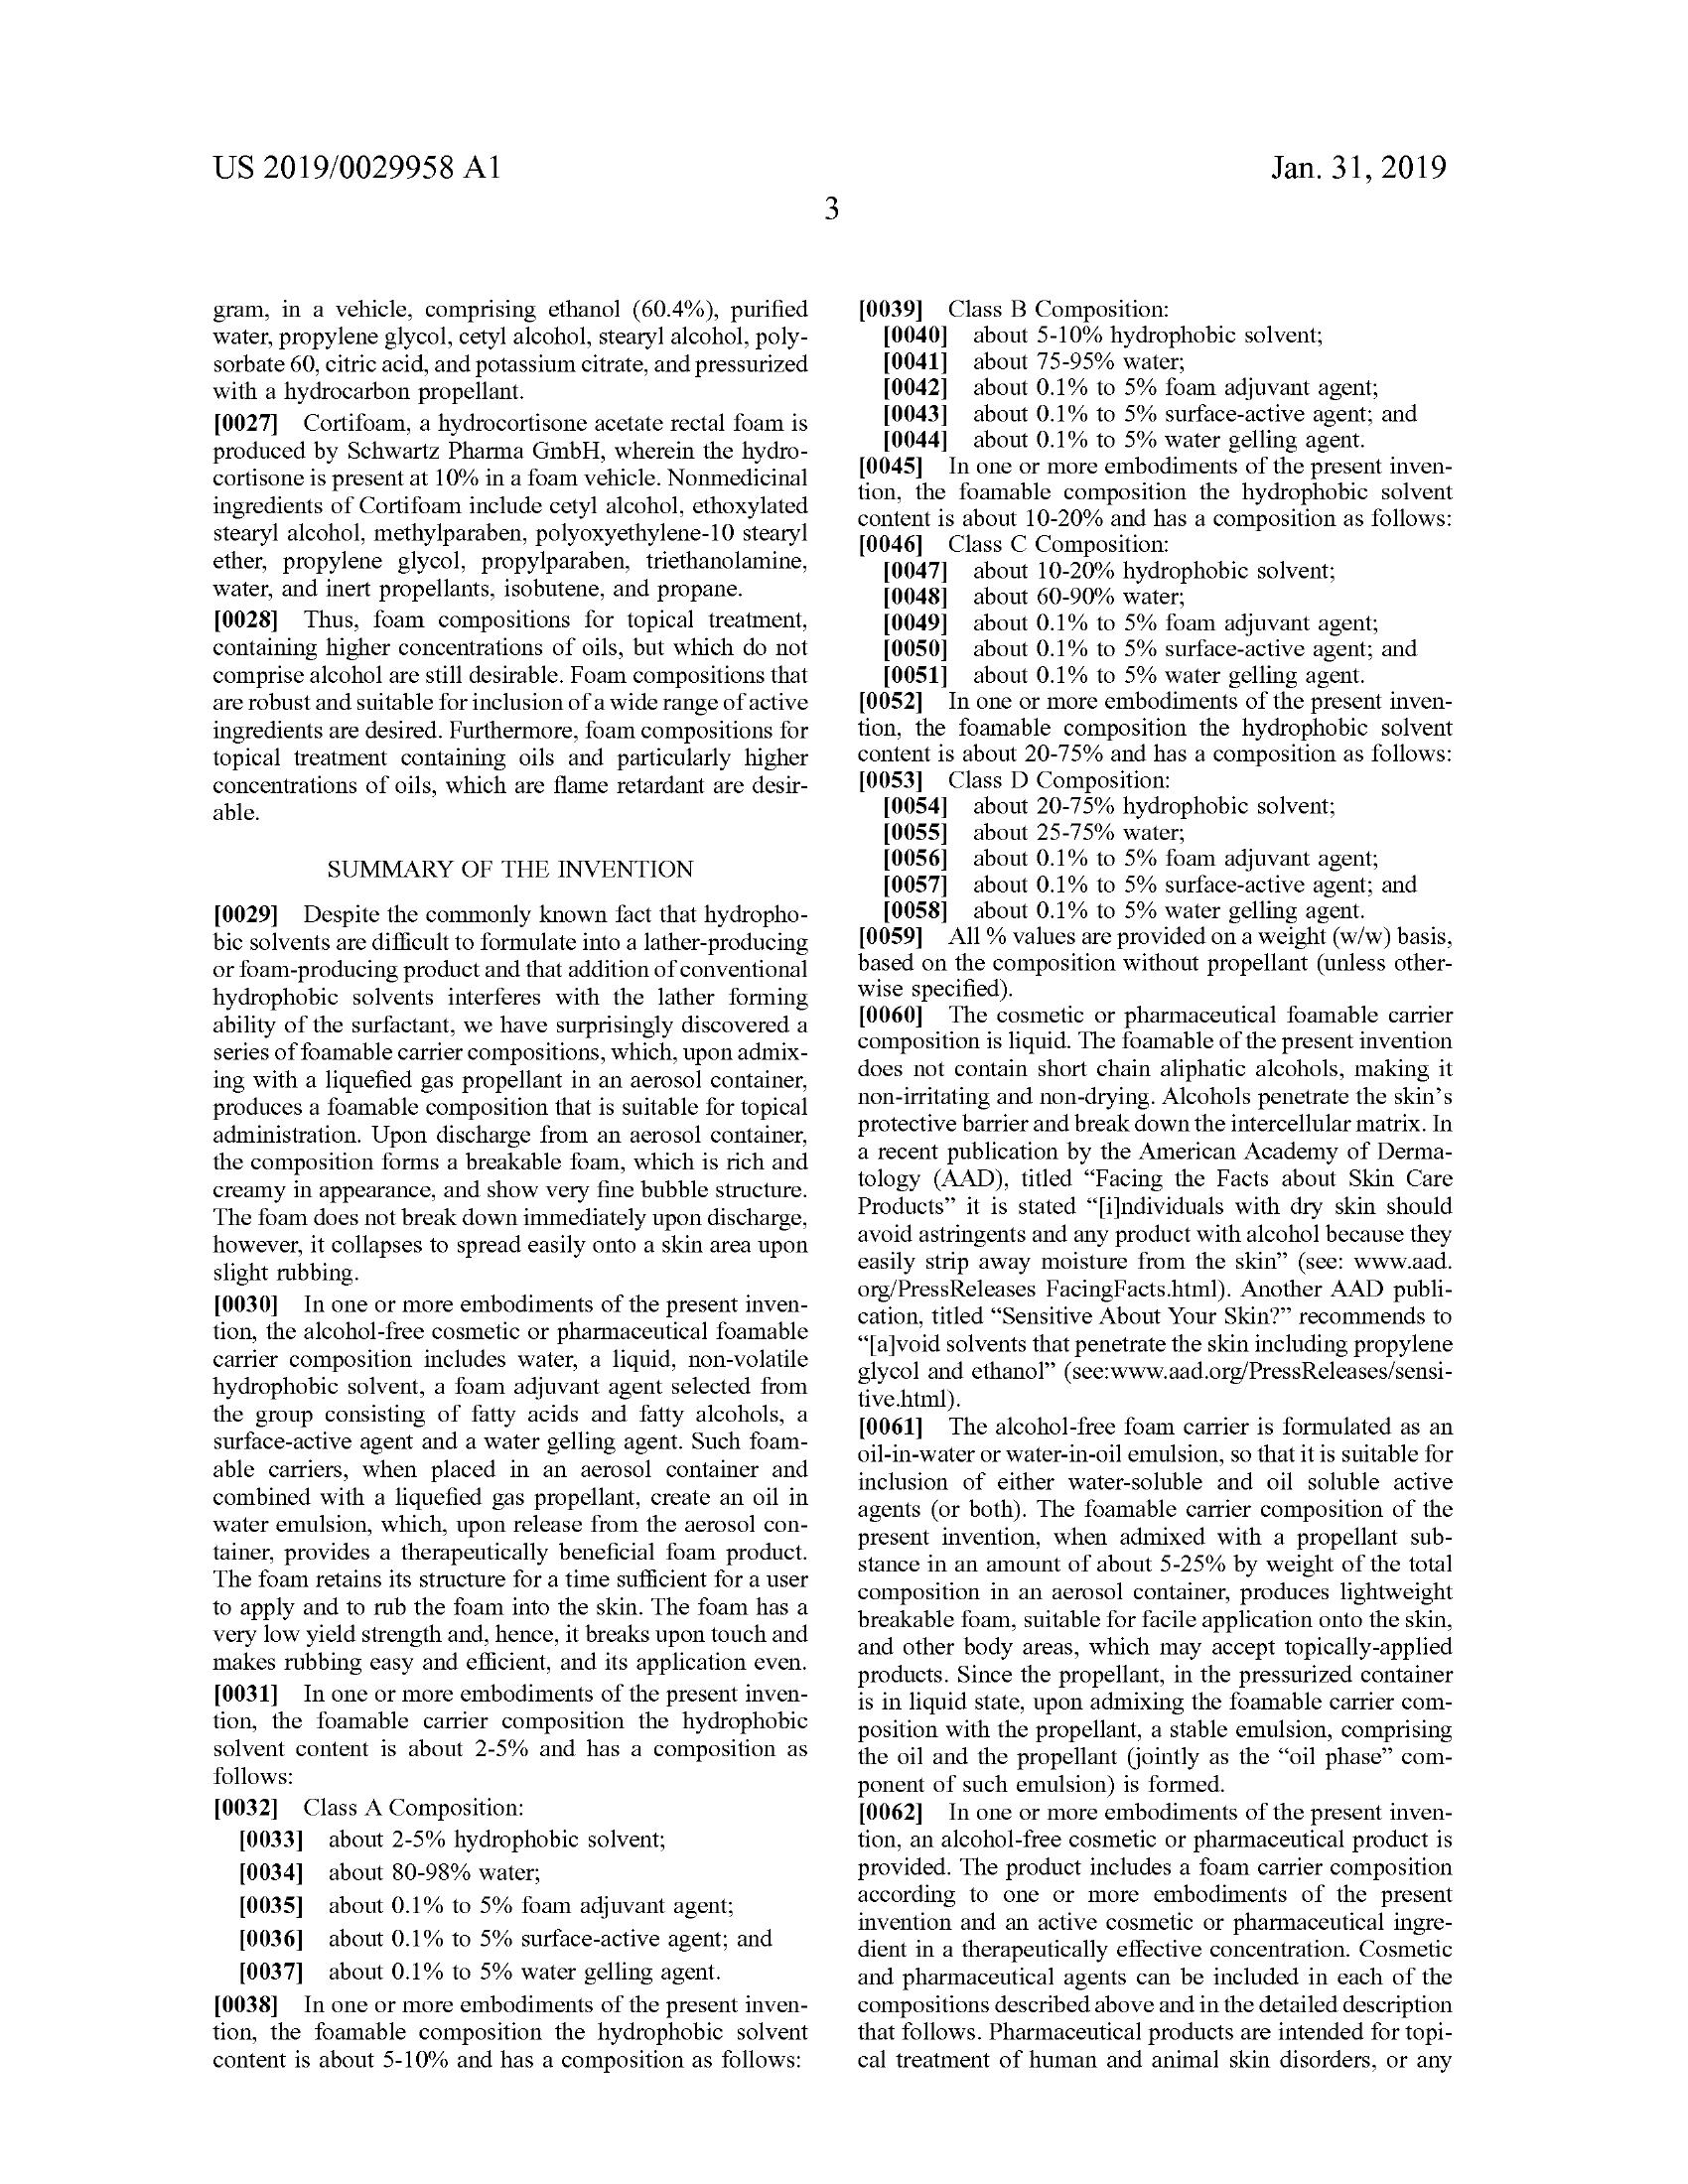 US 2019/0029958 A1
Jan. 31, 2019
3
gram, in a vehicle, comprising ethanol (60.4%), purified
water, propylene glycol, cetyl alcohol, stearyl alcohol, poly-
sorbate 60, citric acid, and potassium citrate, and pressurized
with a hydrocarbon propellant.
[0027] Cortifoam, a hydrocortisone acetate rectal foam is
produced by Schwartz Pharma GmbH, wherein the hydro-
cortisone is present at 10% in a foam vehicle. Nonmedicinal
ingredients of Cortifoam include cetyl alcohol, ethoxylated
stearyl alcohol, methylparaben, polyoxyethylene-10 stearyl
ether, propylene glycol, propylparaben, triethanolamine,
water, and inert propellants, isobutene, and propane.
[0028] Thus, foam compositions for topical treatment,
containing higher concentrations of oils, but which do not
comprise alcohol are still desirable. Foam compositions that
are robust and suitable for inclusion of a wide range of active
ingredients are desired. Furthermore, foam compositions for
topical treatment containing oils and particularly higher
concentrations of oils, which are flame retardant are desir-
able.
SUMMARY OF THE INVENTION
[0029] Despite the commonly known fact that hydropho-
bic solvents are difficult to formulate into a lather-producing
or foam-producing product and that addition of conventional
hydrophobic solvents interferes with the lather forming
ability of the surfactant, we have surprisingly discovered a
series of foamable carrier compositions, which, upon admix-
ing with a liquefied gas propellant in an aerosol container,
produces a foamable composition that is suitable for topical
administration. Upon discharge from an aerosol container,
the composition forms a breakable foam, which is rich and
creamy in appearance, and show very fine bubble structure.
The foam does not break down immediately upon discharge,
however, it collapses to spread easily onto a skin area upon
slight rubbing.
[0030] In one or more embodiments of the present inven-
tion, the alcohol-free cosmetic or pharmaceutical foamable
carrier composition includes water, a liquid, non-volatile
hydrophobic solvent, a foam adjuvant agent selected from
the group consisting of fatty acids and fatty alcohols, a
surface-active agent and a water gelling agent. Such foam-
able carriers, when placed in an aerosol container and
combined with a liquefied gas propellant, create an oil in
water emulsion, which, upon release from the aerosol con-
tainer, provides a therapeutically beneficial foam product.
The foam retains its structure for a time sufficient for a user
to apply and to rub the foam into the skin. The foam has a
very low yield strength and, hence, it breaks upon touch and
makes rubbing easy and efficient, and its application even.
[0031] In one or more embodiments of the present inven-
tion, the foamable carrier composition the hydrophobic
solvent content is about 2-5% and has a composition as
follows:
[0032] Class A Composition:
[0033] about 2-5% hydrophobic solvent;
[0034] about 80-98% water;
[0035] about 0.1% to 5% foam adjuvant agent;
[0036] about 0.1% to 5% surface-active agent; and
[0037] about 0.1% to 5% water gelling agent.
[0038] In one or more embodiments of the present inven-
tion, the foamable composition the hydrophobic solvent
content is about 5-10% and has a composition as follows:
[0039] Class B Composition:
[0040] about 5-10% hydrophobic solvent;
[0041] about 75-95% water;
[0042] about 0.1% to 5% foam adjuvant agent;
[0043] about 0.1% to 5% surface-active agent; and
[0044] about 0.1% to 5% water gelling agent.
[0045] In one or more embodiments of the present inven-
tion, the foamable composition the hydrophobic solvent
content is about 10-20% and has a composition as follows:
[0046] Class C Composition:
[0047] about 10-20% hydrophobic solvent;
[0048] about 60-90% water;
[0049] about 0.1% to 5% foam adjuvant agent;
[0050] about 0.1% to 5% surface-active agent; and
[0051] about 0.1% to 5% water gelling agent.
[0052] In one or more embodiments of the present inven-
tion, the foamable composition the hydrophobic solvent
content is about 20-75% and has a composition as follows:
[0053] Class D Composition:
[0054] about 20-75% hydrophobic solvent;
[0055] about 25-75% water;
[0056] about 0.1% to 5% foam adjuvant agent;
[0057] about 0.1% to 5% surface-active agent; and
[0058] about 0.1% to 5% water gelling agent.
[0059] All % values are provided on a weight (w/w) basis,
based on the composition without propellant (unless other-
wise specified).
[0060] The cosmetic or pharmaceutical foamable carrier
composition is liquid. The foamable of the present invention
does not contain short chain aliphatic alcohols, making it
non-irritating and non-drying. Alcohols penetrate the skin's
protective barrier and break down the intercellular matrix. In
a recent publication by the American Academy of Derma-
tology (AAD), titled “Facing the Facts about Skin Care
Products” it is stated “[i]ndividuals with dry skin should
avoid astringents and any product with alcohol because they
easily strip away moisture from the skin” (see: www.aad.
org/PressReleases FacingFacts.html). Another AAD publi-
cation, titled “Sensitive About Your Skin?” recommends to
“[a]void solvents that penetrate the skin including propylene
glycol and ethanol” (see:www.aad.org/PressReleases/sensi-
tive.html).
[0061] The alcohol-free foam carrier is formulated as an
oil-in-water or water-in-oil emulsion, so that it is suitable for
inclusion of either water-soluble and oil soluble active
agents (or both). The foamable carrier composition of the
present invention, when admixed with a propellant sub-
stance in an amount of about 5-25% by weight of the total
composition in an aerosol container, produces lightweight
breakable foam, suitable for facile application onto the skin,
and other body areas, which may accept topically-applied
products. Since the propellant, in the pressurized container
is in liquid state, upon admixing the foamable carrier com-
position with the propellant, a stable emulsion, comprising
the oil and the propellant (jointly as the “oil phase” com-
ponent of such emulsion) is formed.
[0062] In one or more embodiments of the present inven-
tion, an alcohol-free cosmetic or pharmaceutical product is
provided. The product includes a foam carrier composition
according to one or more embodiments of the present
invention and an active cosmetic or pharmaceutical ingre-
dient in a therapeutically effective concentration. Cosmetic
and pharmaceutical agents can be included in each of the
compositions described above and in the detailed description
that follows. Pharmaceutical products are intended for topi-
cal treatment of human and animal skin disorders, or any